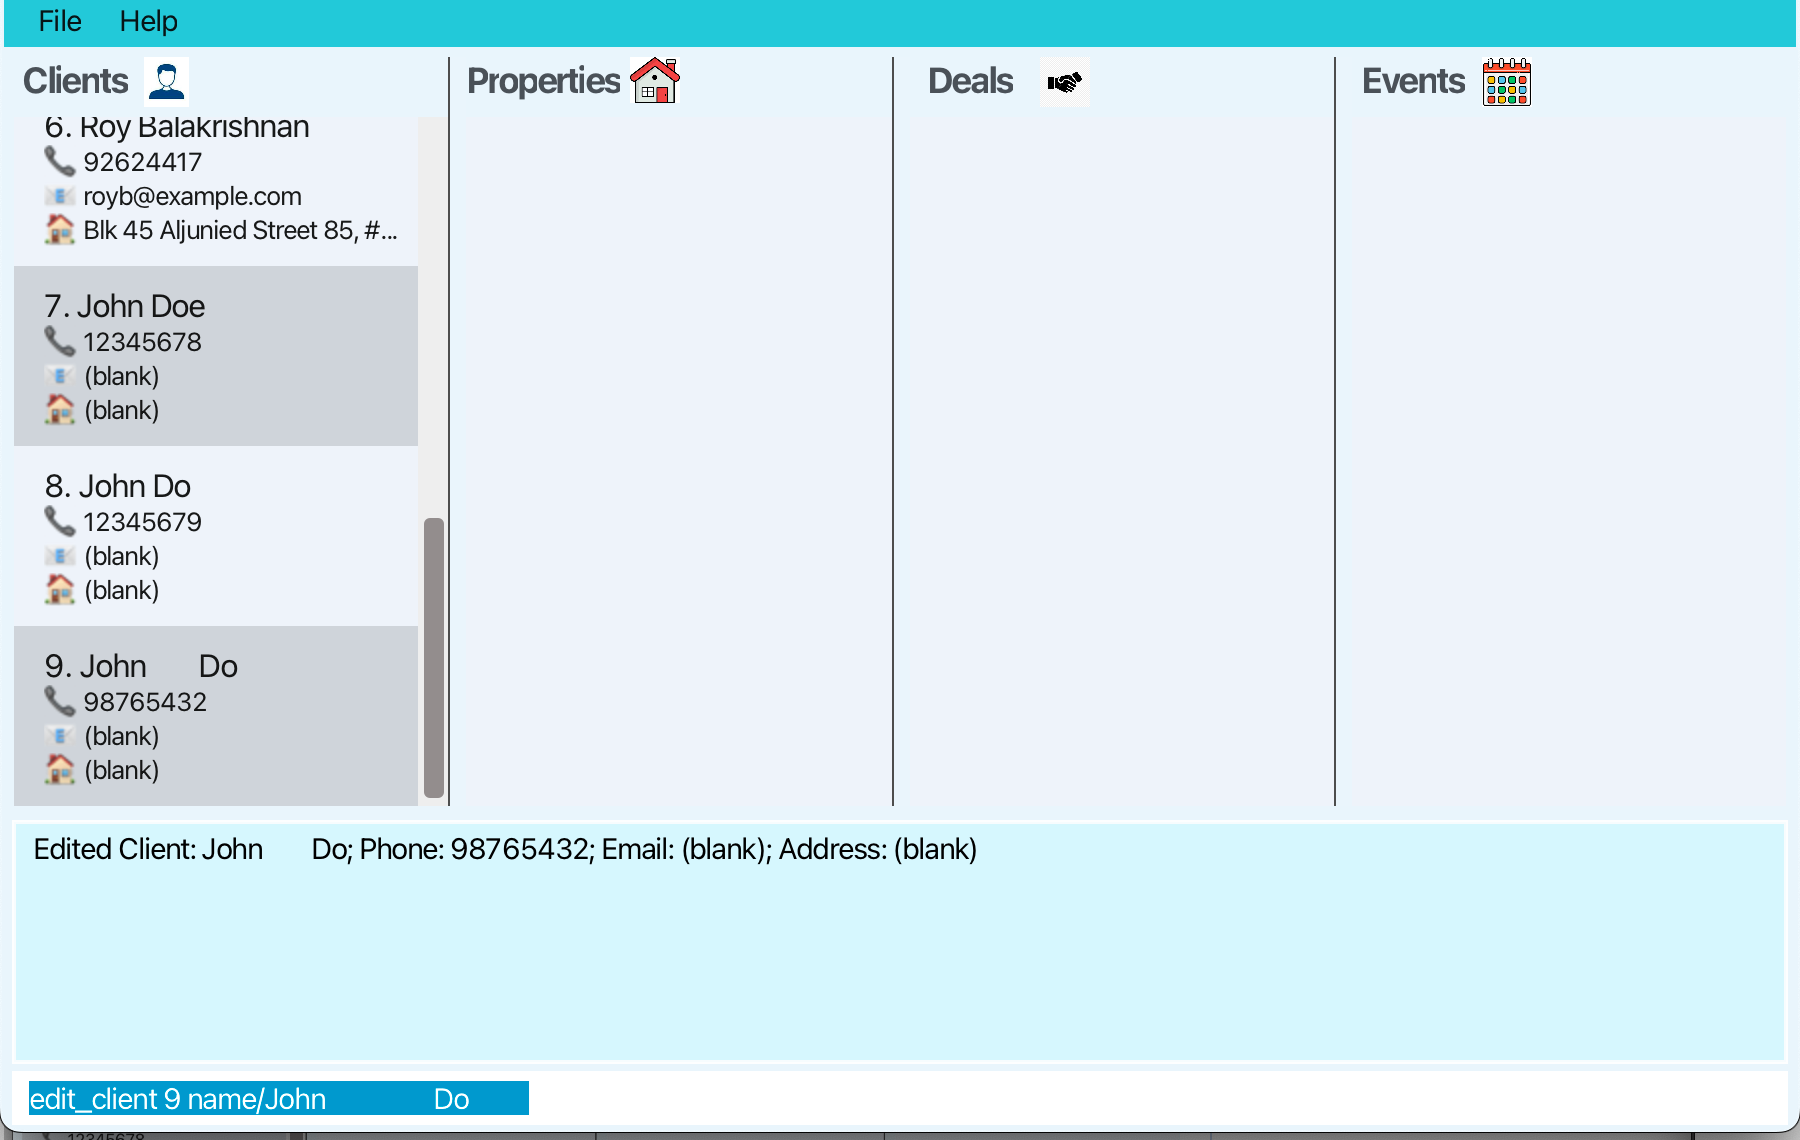 File Help
Clients Properties Deals Events
6. Roy Balakrishnan
92624417
royb@example.com
Blk 45 Aljunied Street 85, #...
7. John Doe
12345678
(blank)
(blank)
8. John Do
12345679
(blank)
(blank)
9. John       Do
98765432
(blank)
(blank)
Edited Client: John       Do; Phone: 98765432; Email: (blank); Address: (blank)
edit_client 9 name/John               Do
12345678